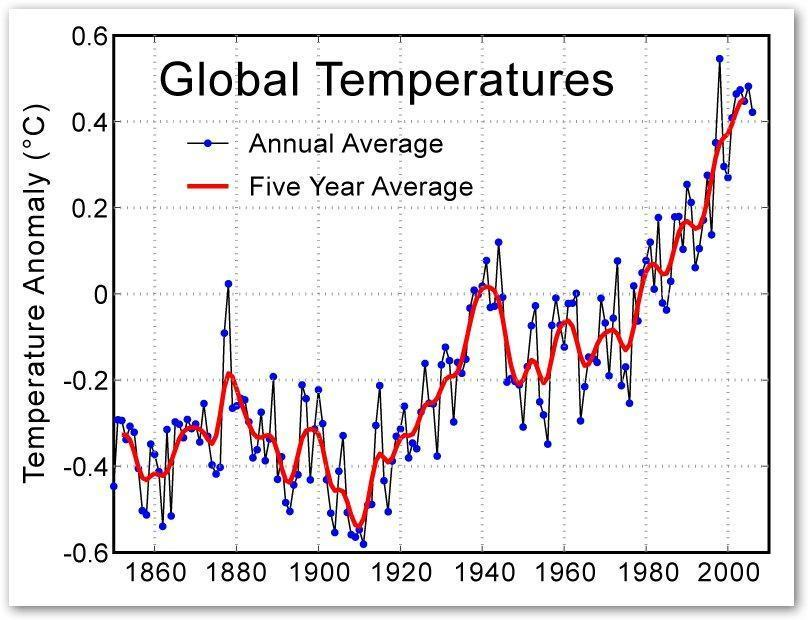 Global Temperatures
Annual Average
Five Year Average
Temperature Anomaly (°C)
0.6
0.4
0.2
0
-0.2
-0.4
-0.6
1860 1880 1900 1920 1940 1960 1980 2000